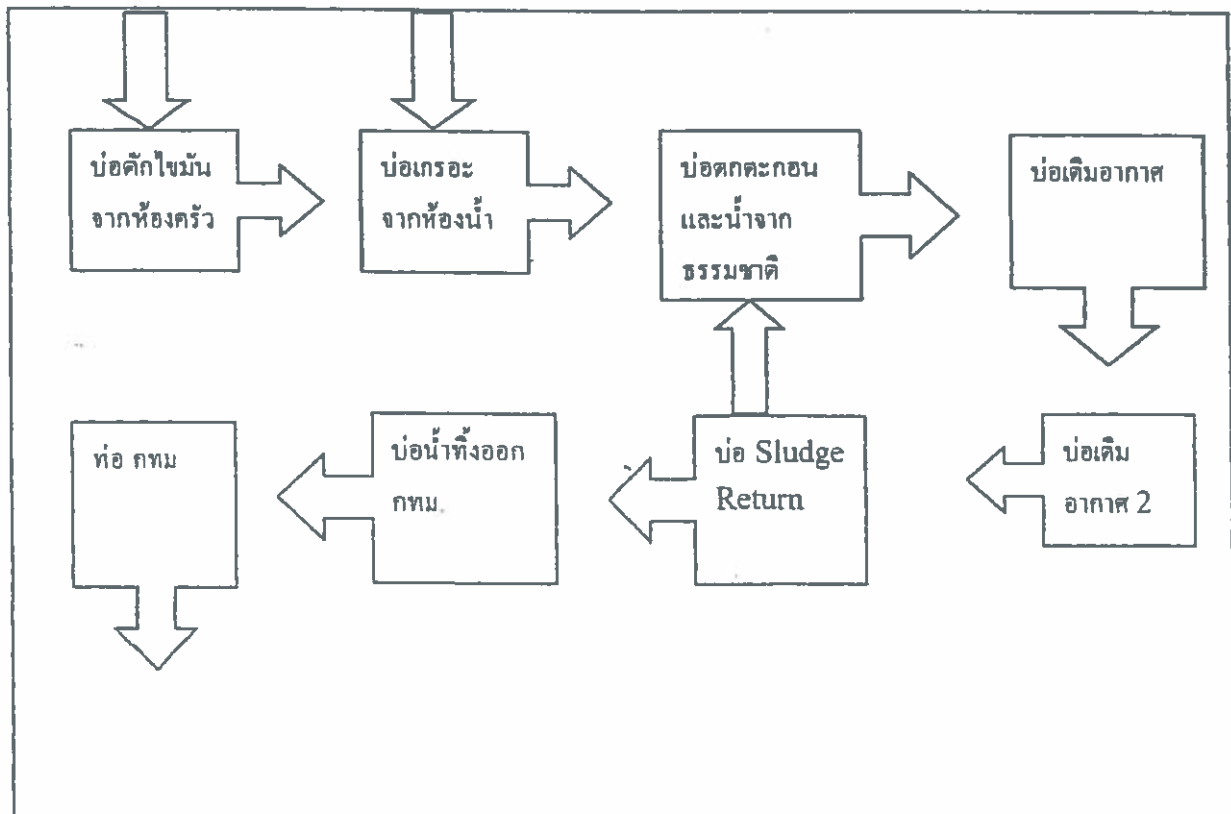 บ่อดักไขมัน
จากห้องครัว
บ่อเกรอะ
จากห้องน้ำ
บ่อตกตะกอน
และน้ำจาก
ธรรมชาติ
บ่อเติมอากาศ
ท่อ กทม
บ่อน้ำทิ้งออก
กทม.
บ่อ Sludge
Return
บ่อเติม
อากาศ 2